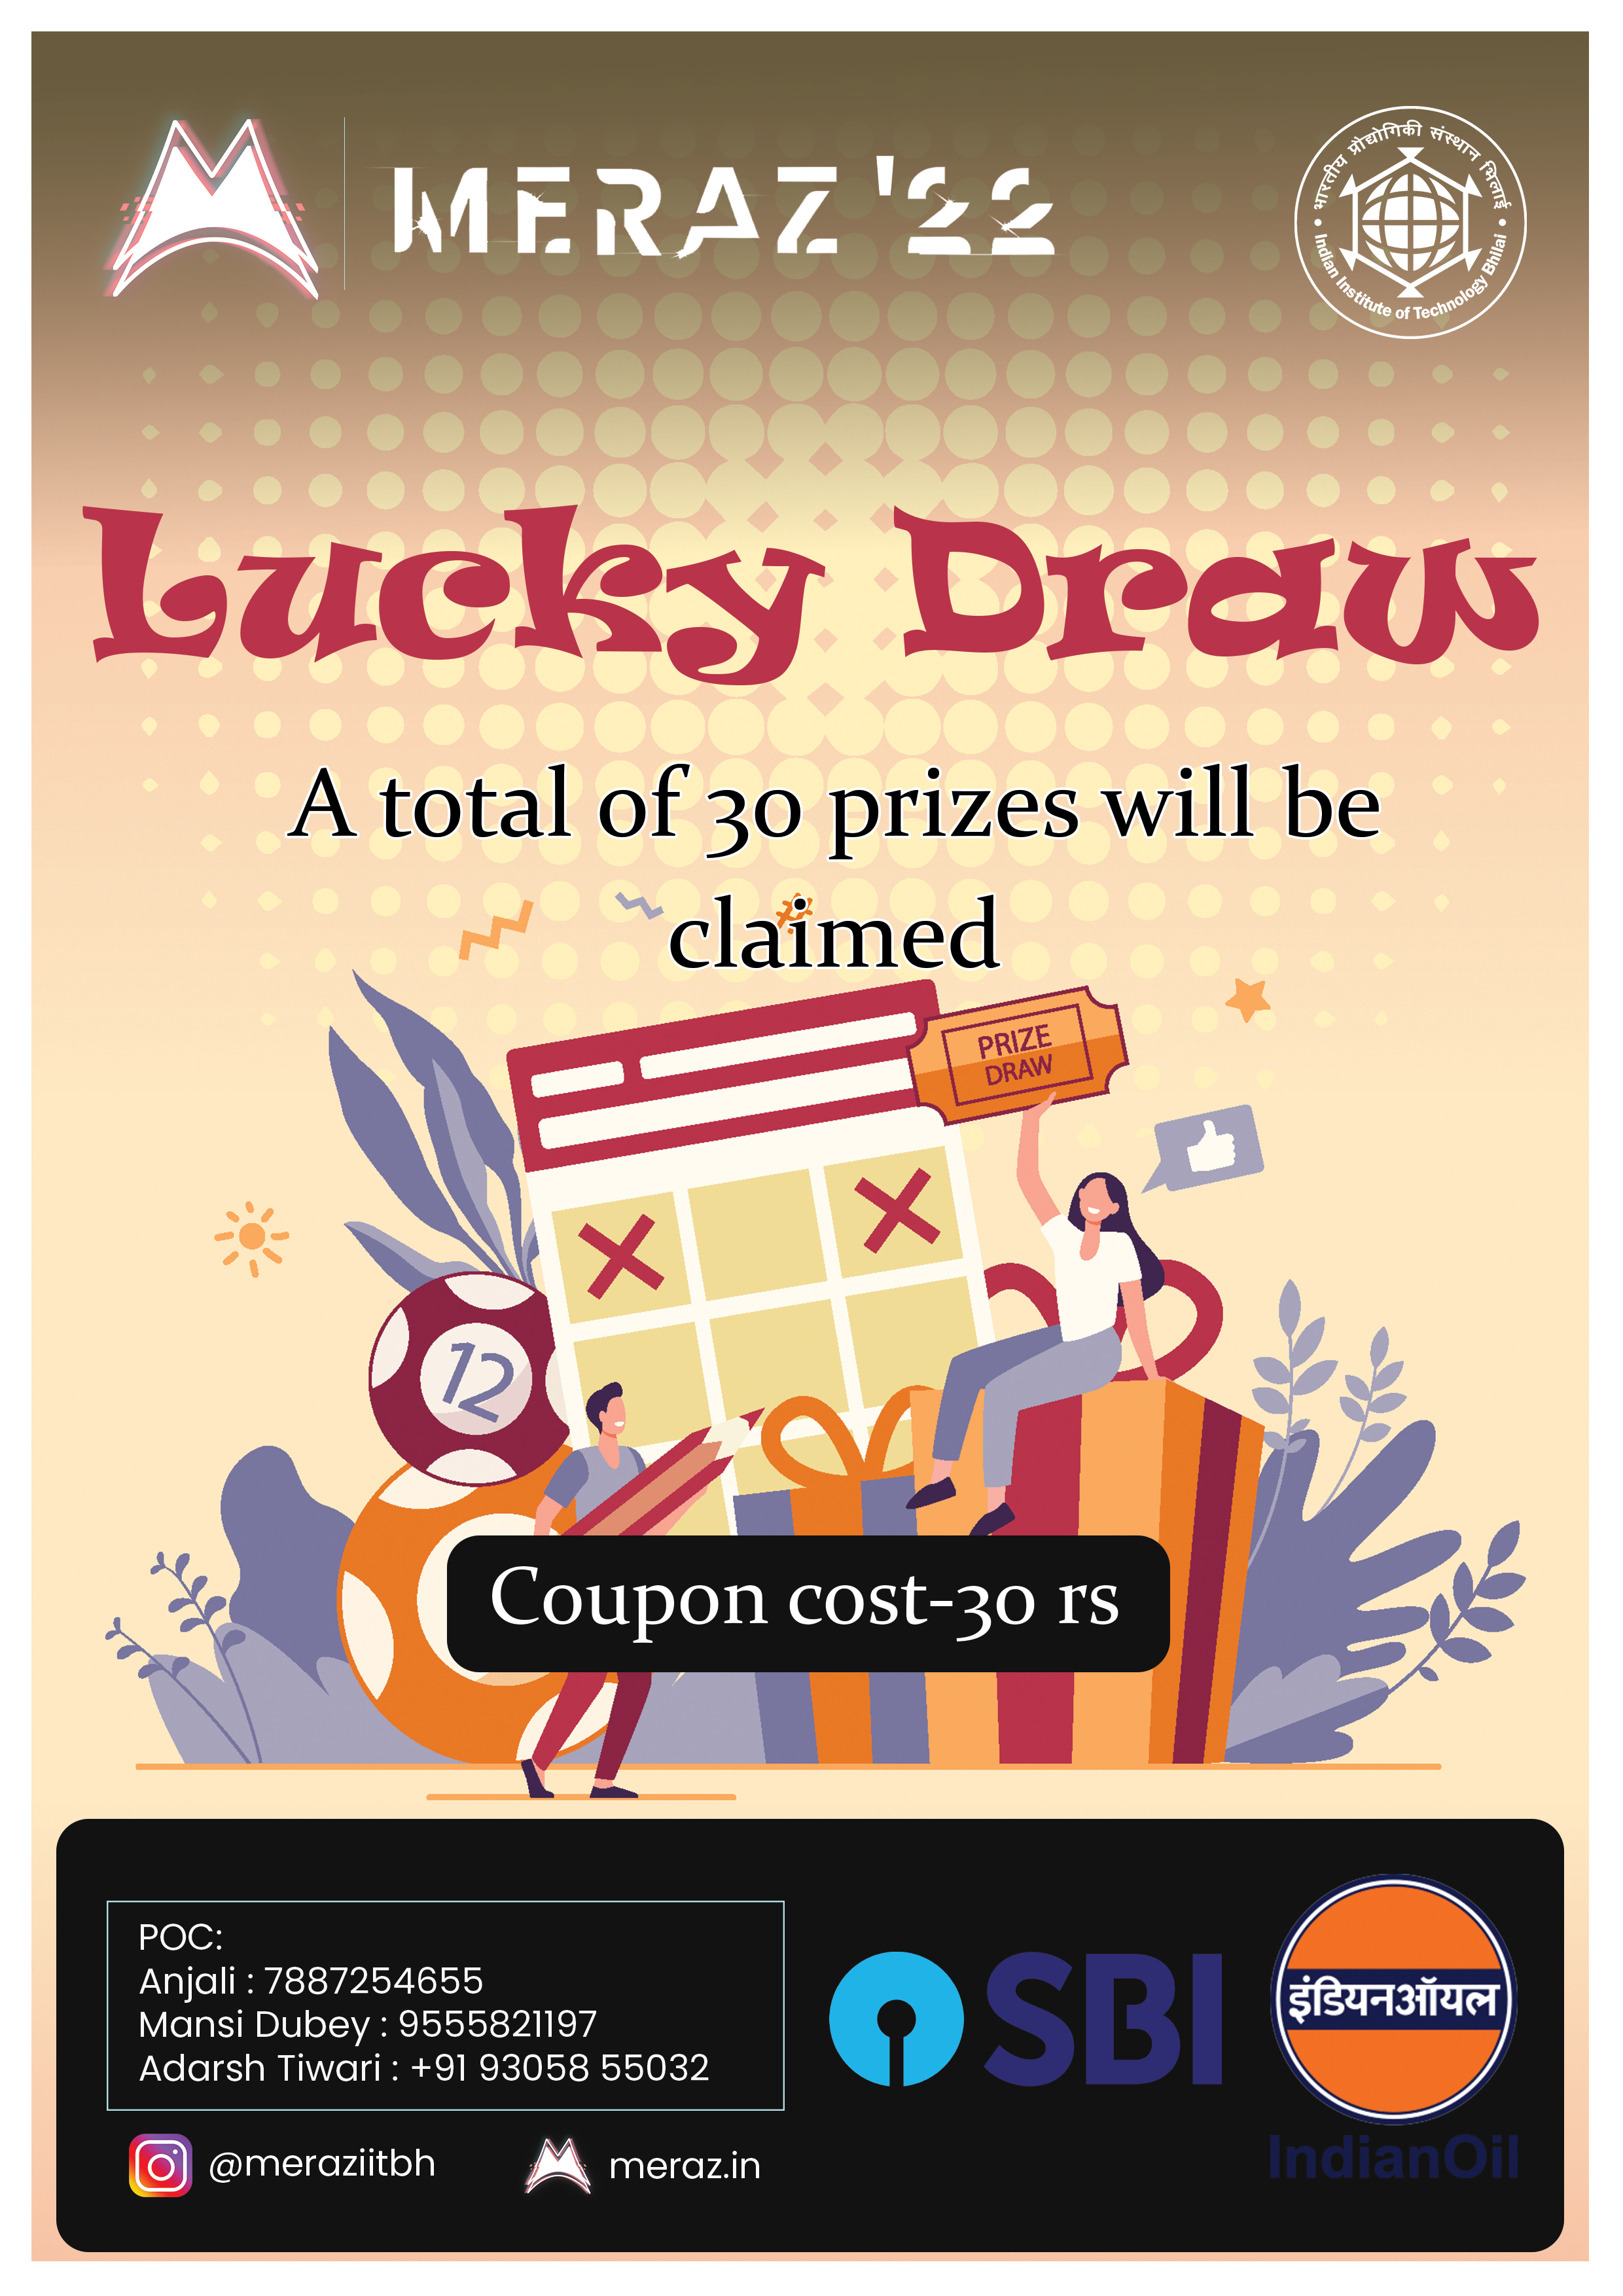 MERAZ '22
भारतीय प्रौद्योगिकी संस्थान भिलाई
Indian Institute of Technology Bhilai
Lucky Draw
A total of 30 prizes will be
claimed
PRIZE
DRAW
12
Coupon cost-30 rs
POC:
Anjali : 7887254655
Mansi Dubey : 9555821197
Adarsh Tiwari : +91 93058 55032
@meraziitbh
meraz.in
SBI
इंडियनऑयल
IndianOil